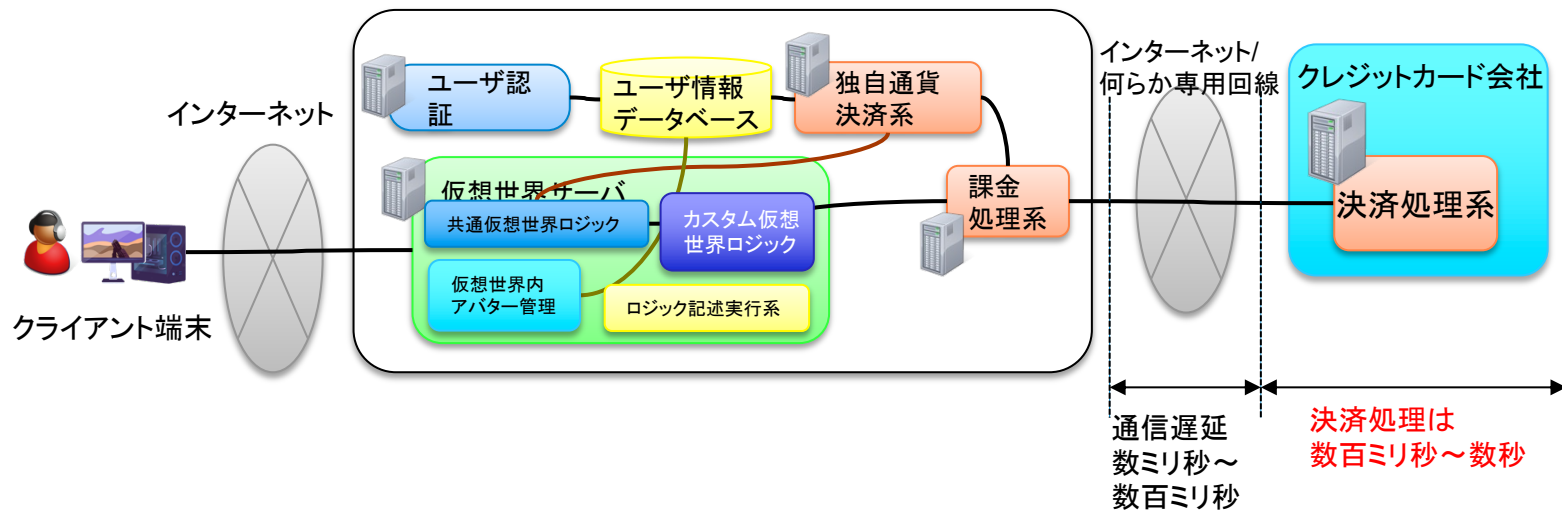 インターネット
クライアント端末
ユーザ認
証
ユーザ情報
データベース
独自通貨
決済系
仮想世界サーバ
共通仮想世界ロジック
カスタム仮想
世界ロジック
仮想世界内
アバター管理
ロジック記述実行系
課金
処理系
インターネット/
何らか専用回線
クレジットカード会社
決済処理系
通信遅延
数ミリ秒～
数百ミリ秒
決済処理は
数百ミリ秒～数秒